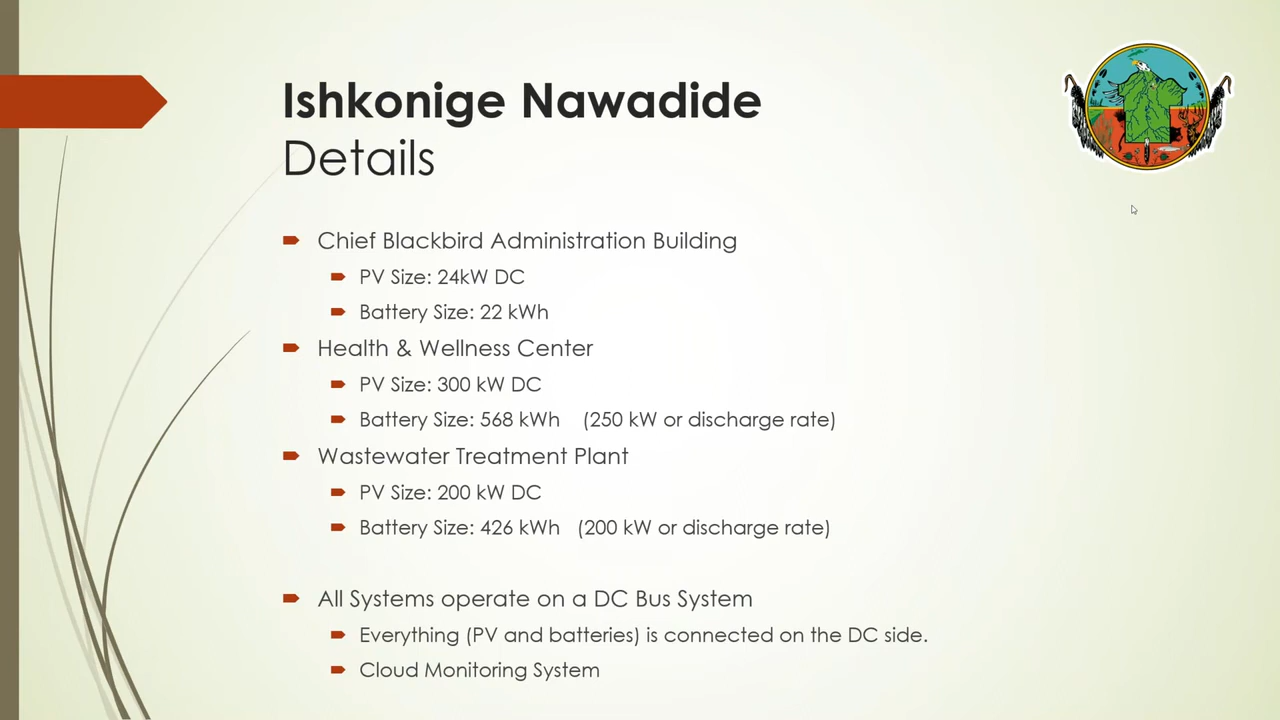 Ishkonige Nawadide
Details
Chief Blackbird Administration Building
PV Size: 24kW DC
Battery Size: 22 kWh
Health & Wellness Center
PV Size: 300 kW DC
Battery Size: 568 kWh (250 kW or discharge rate)
Wastewater Treatment Plant
PV Size: 200 kW DC
Battery Size: 426 kWh (200 kW or discharge rate)
All Systems operate on a DC Bus System
Everything (PV and batteries) is connected on the DC side.
Cloud Monitoring System